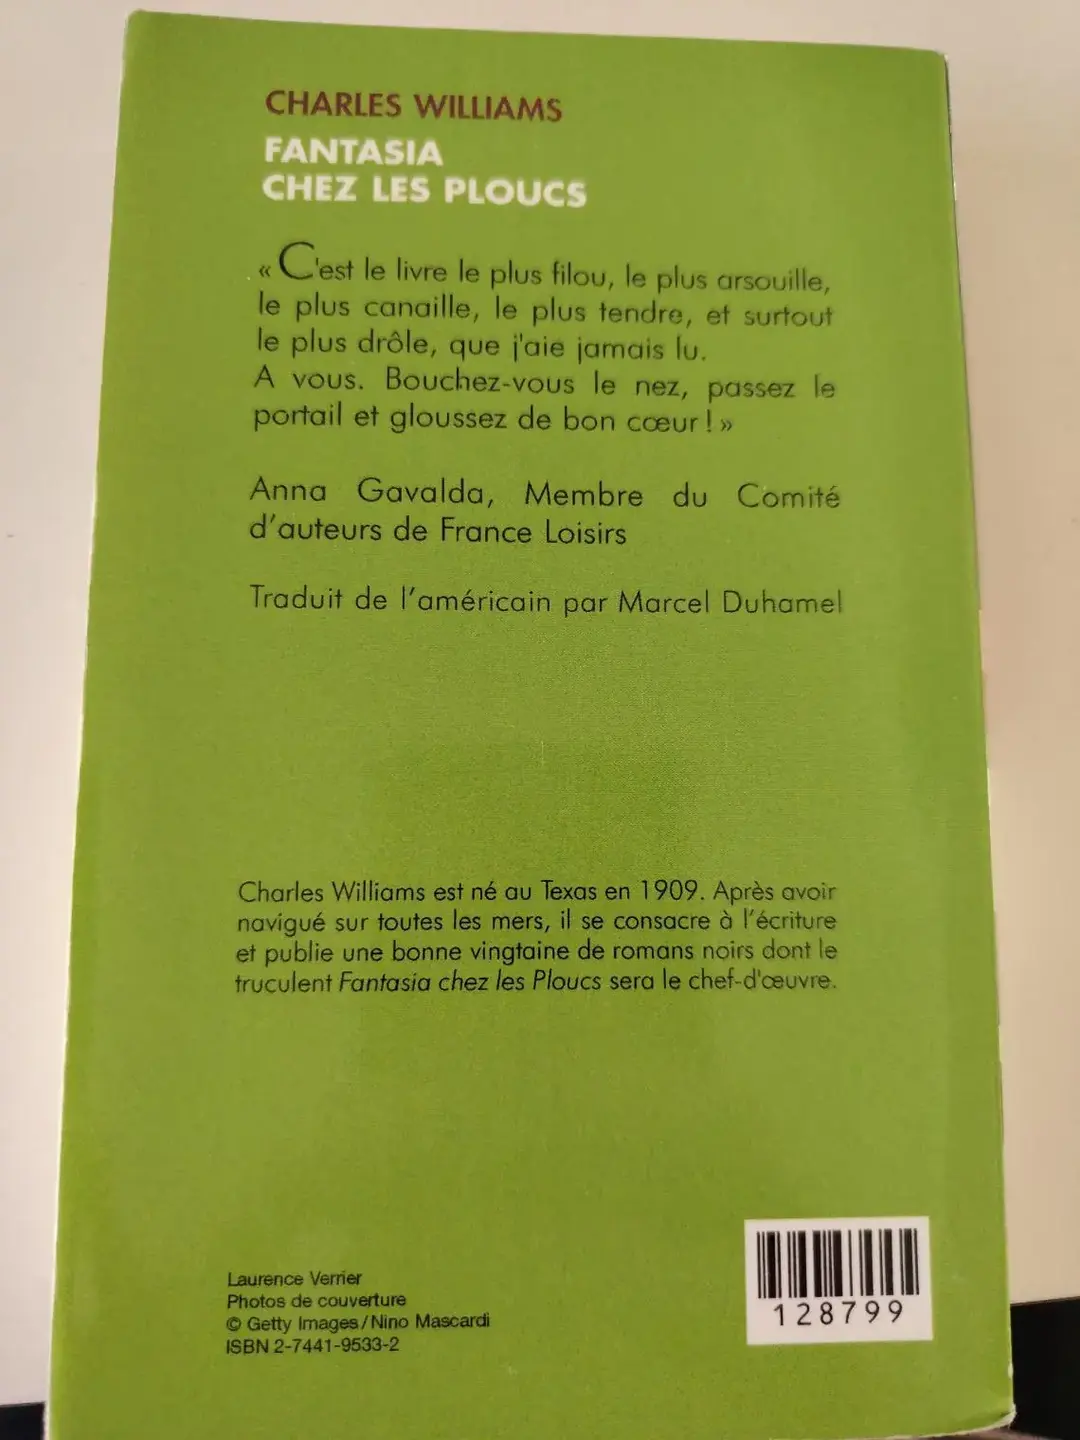 CHARLES WILLIAMS
FANTASIA
CHEZ LES PLOUCS
« C'est le livre le plus filou, le plus arsouille,
le plus canaille, le plus tendre, et surtout
le plus drôle, que j'aie jamais lu.
A vous. Bouchez-vous le nez, passez le
portail et gloussez de bon cœur ! »
Anna Gavalda, Membre du Comité
d'auteurs de France Loisirs
Traduit de l'américain par Marcel Duhamel
Charles Williams est né au Texas en 1909. Après avoir
navigué sur toutes les mers, il se consacre à l'écriture
et publie une bonne vingtaine de romans noirs dont le
truculent Fantasia chez les Ploucs sera le chef-d'œuvre.
Laurence Verrier
Photos de couverture
© Getty Images/Nino Mascardi
ISBN 2-7441-9533-2
128799